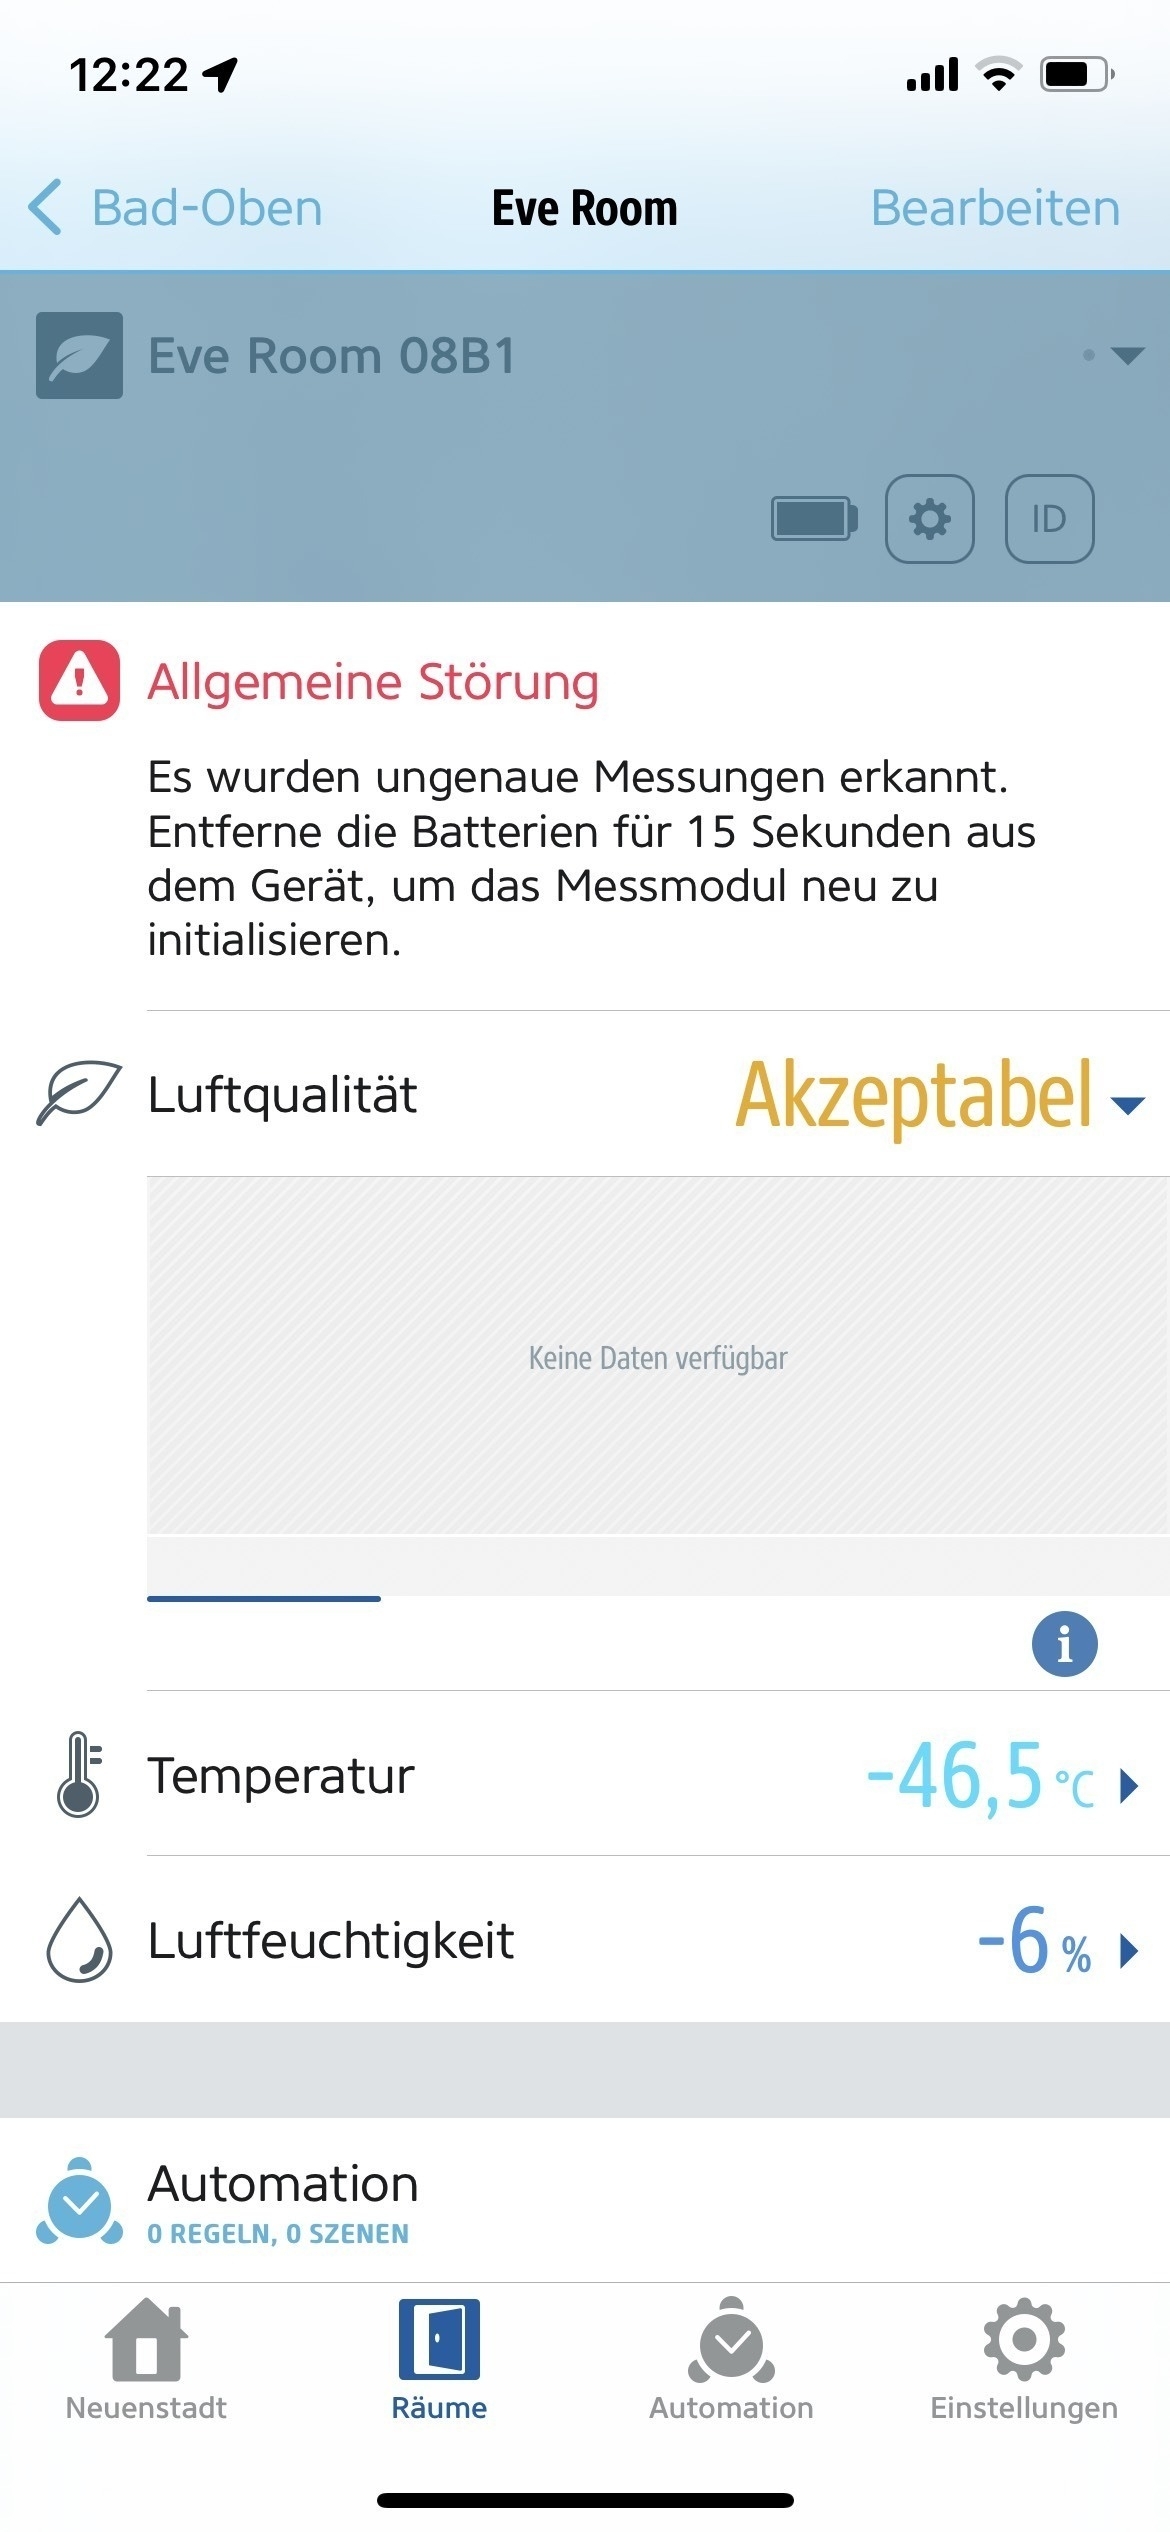 12:22
Bad-Oben Eve Room Bearbeiten
Eve Room 08B1
ID
Allgemeine Störung
Es wurden ungenaue Messungen erkannt.
Entferne die Batterien für 15 Sekunden aus
dem Gerät, um das Messmodul neu zu
initialisieren.
Luftqualität Akzeptabel
Keine Daten verfügbar
i
Temperatur -46,5 °C
Luftfeuchtigkeit -6 %
Automation
0 REGELN, 0 SZENEN
Neuenstadt Räume Automation Einstellungen